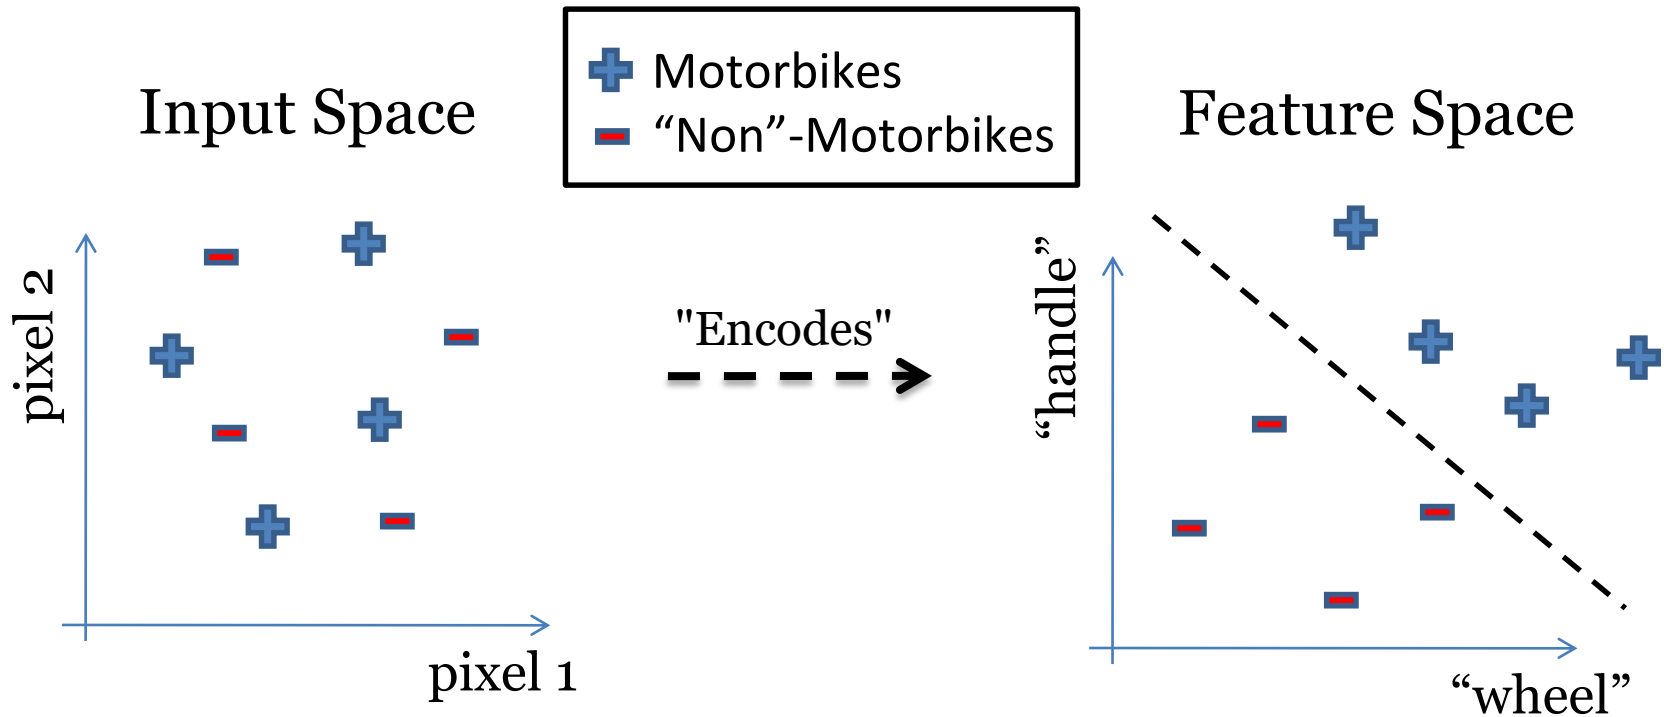 Motorbikes
“Non”-Motorbikes
Input Space
Feature Space
pixel 2
pixel 1
"Encodes"
“handle”
“wheel”